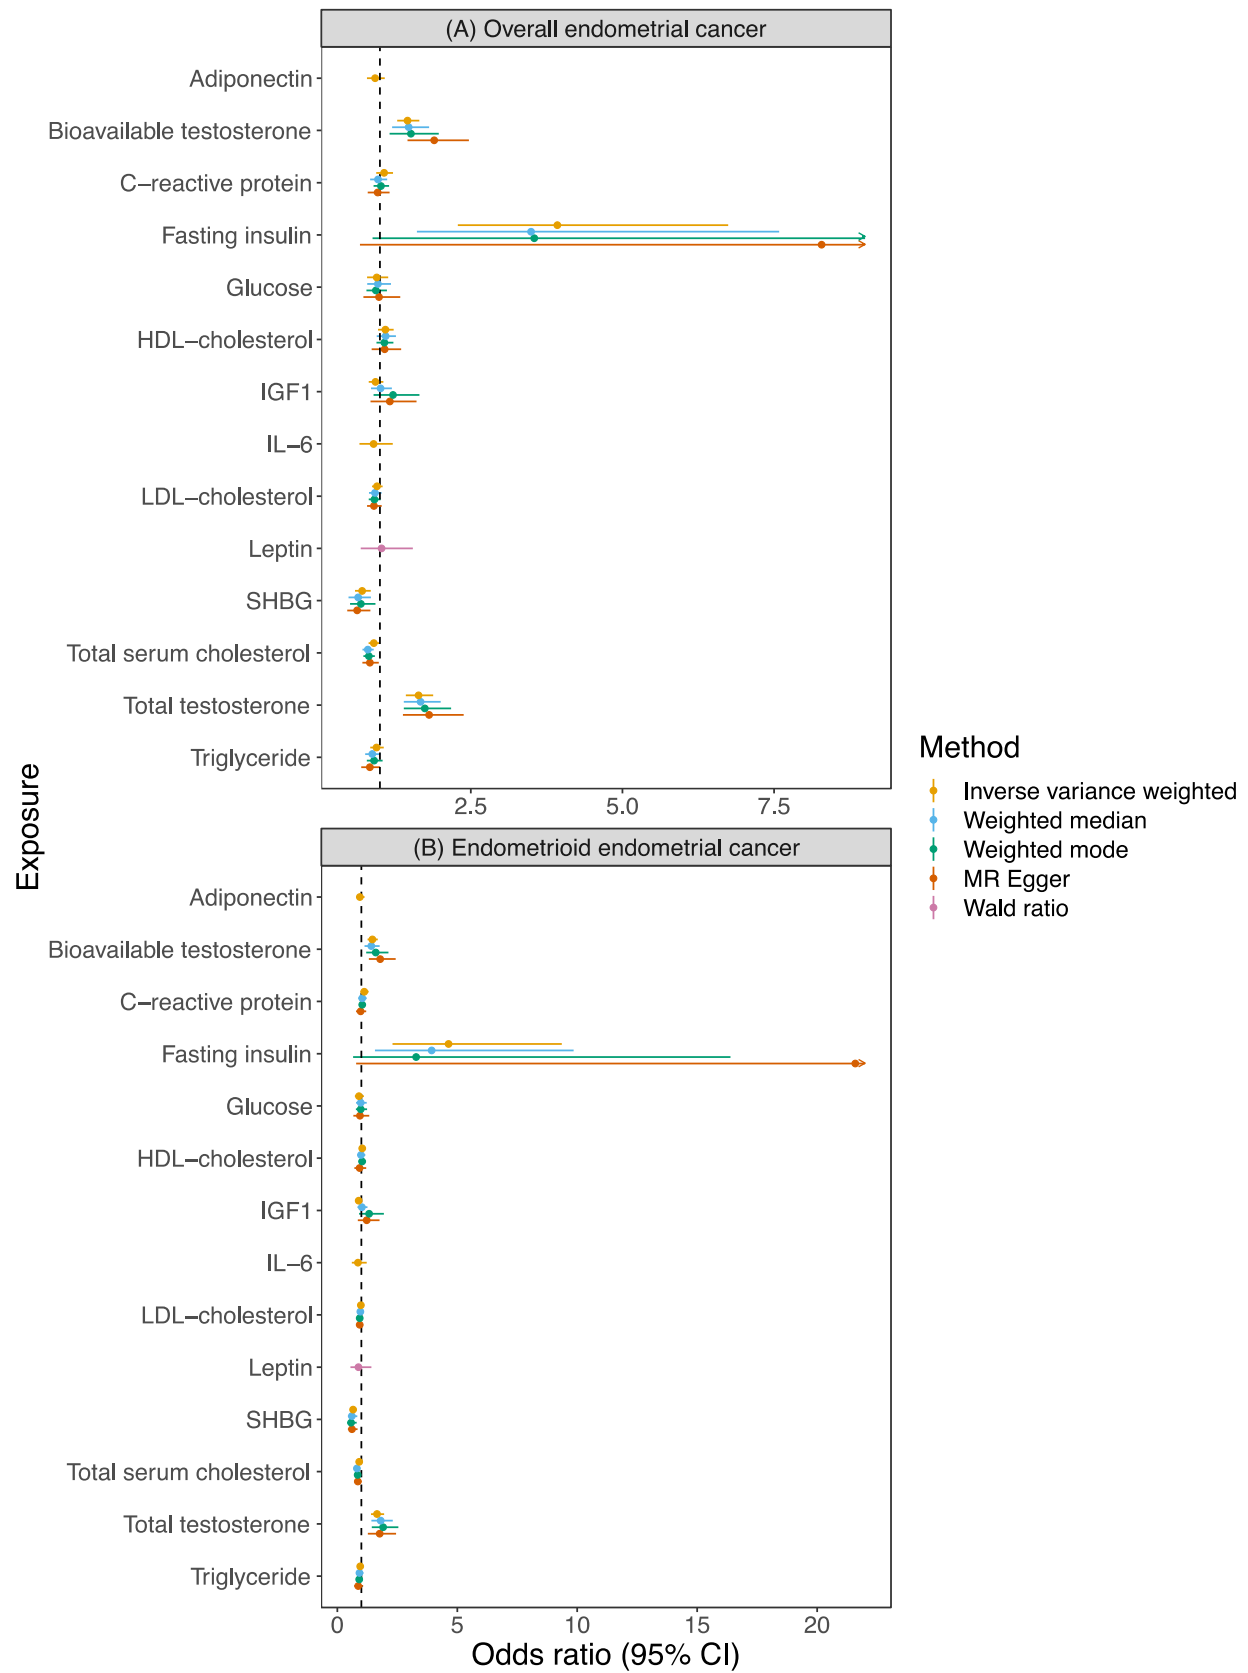 (A) Overall endometrial cancer
Adiponectin
Bioavailable testosterone
C−reactive protein
Fasting insulin
Glucose
HDL−cholesterol
IGF1
IL−6
LDL−cholesterol
Leptin
SHBG
Total serum cholesterol
Total testosterone
Triglyceride
2.5 5.0 7.5
Exposure
(B) Endometrioid endometrial cancer
Adiponectin
Bioavailable testosterone
C−reactive protein
Fasting insulin
Glucose
HDL−cholesterol
IGF1
IL−6
LDL−cholesterol
Leptin
SHBG
Total serum cholesterol
Total testosterone
Triglyceride
0 5 10 15 20
Odds ratio (95% CI)
Method
Inverse variance weighted
Weighted median
Weighted mode
MR Egger
Wald ratio